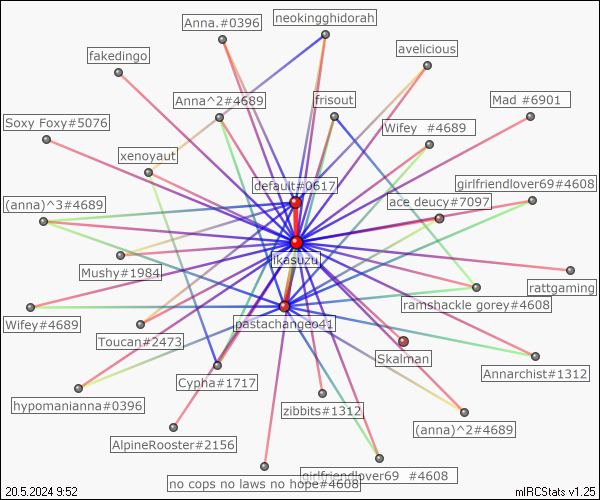 neokingghidorah
Anna.#0396
avelicious
fakedingo
Anna^2#4689
frisout
Mad #6901
Soxy Foxy#5076
Wifey #4689
xenoyaut
default#0617
girlfriendlover69#4608
(anna)^3#4689
ace deucy#7097
ikasuzu
Mushy#1984
rattgaming
ramshackle gorey#4608
Wifey#4689
pastachangeo41
Toucan#2473
Skalman
Annarchist#1312
Cypha#1717
hypomanianna#0396
zibbits#1312
(anna)^2#4689
AlpineRooster#2156
girlfriendlover69 #4608
no cops no laws no hope#4608
20.5.2024 9:52
mIRCStats v1.25